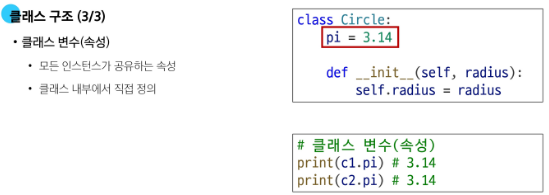 클래스 구조 (3/3)
• 클래스 변수(속성)
• 모든 인스턴스가 공유하는 속성
• 클래스 내부에서 직접 정의
class Circle:
    pi = 3.14
    def __init__(self, radius):
        self.radius = radius
# 클래스 변수(속성)
print(c1.pi) # 3.14
print(c2.pi) # 3.14